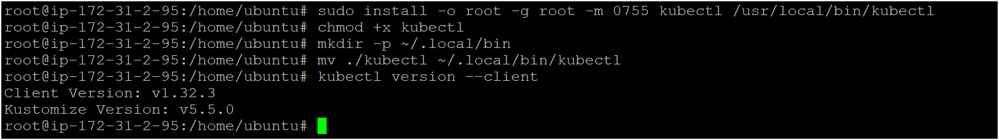 root@ip-172-31-2-95:/home/ubuntu# sudo install -o root -g root -m 0755 kubectl /usr/local/bin/kubectl
root@ip-172-31-2-95:/home/ubuntu# chmod +x kubectl
root@ip-172-31-2-95:/home/ubuntu# mkdir -p ~/.local/bin
root@ip-172-31-2-95:/home/ubuntu# mv ./kubectl ~/.local/bin/kubectl
root@ip-172-31-2-95:/home/ubuntu# kubectl version --client
Client Version: v1.32.3
Kustomize Version: v5.5.0
root@ip-172-31-2-95:/home/ubuntu#